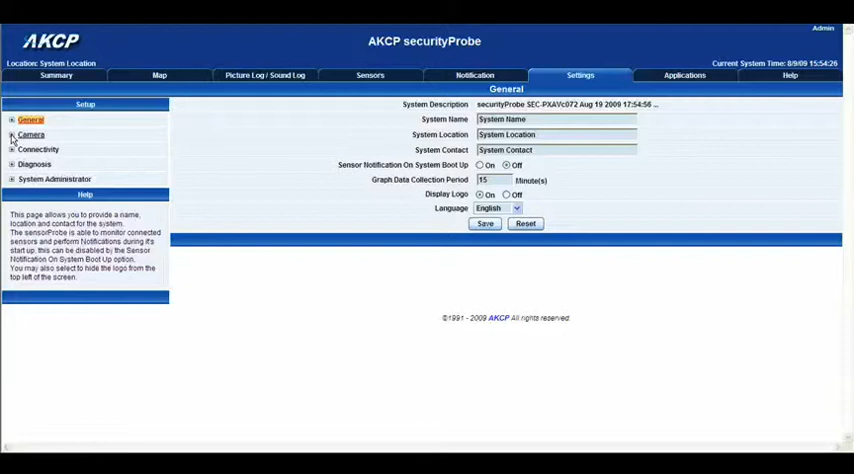 Admin
AKCP
AKCP securityProbe
Location: System Location
Current System Time: 8/9/09 15:54:26
Summary
Map
Picture Log / Sound Log
Sensors
Notification
Settings
Applications
Help
General
Setup
General
Camera
Connectivity
Diagnosis
System Administrator
Help
This page allows you to provide a name,
location and contact for the system.
The sensorProbe is able to monitor connected
sensors and perform Notifications during it's
start up, this can be disabled by the Sensor
Notification On System Boot Up option.
You may also select to hide the logo from the
top left of the screen.
System Description securityProbe SEC-PXAVc072 Aug 19 2009 17:54:56 ...
System Name System Name
System Location System Location
System Contact System Contact
Sensor Notification On System Boot Up On Off
Graph Data Collection Period 15 Minute(s)
Display Logo On Off
Language English
Save Reset
©1991 - 2009 AKCP All rights reserved.